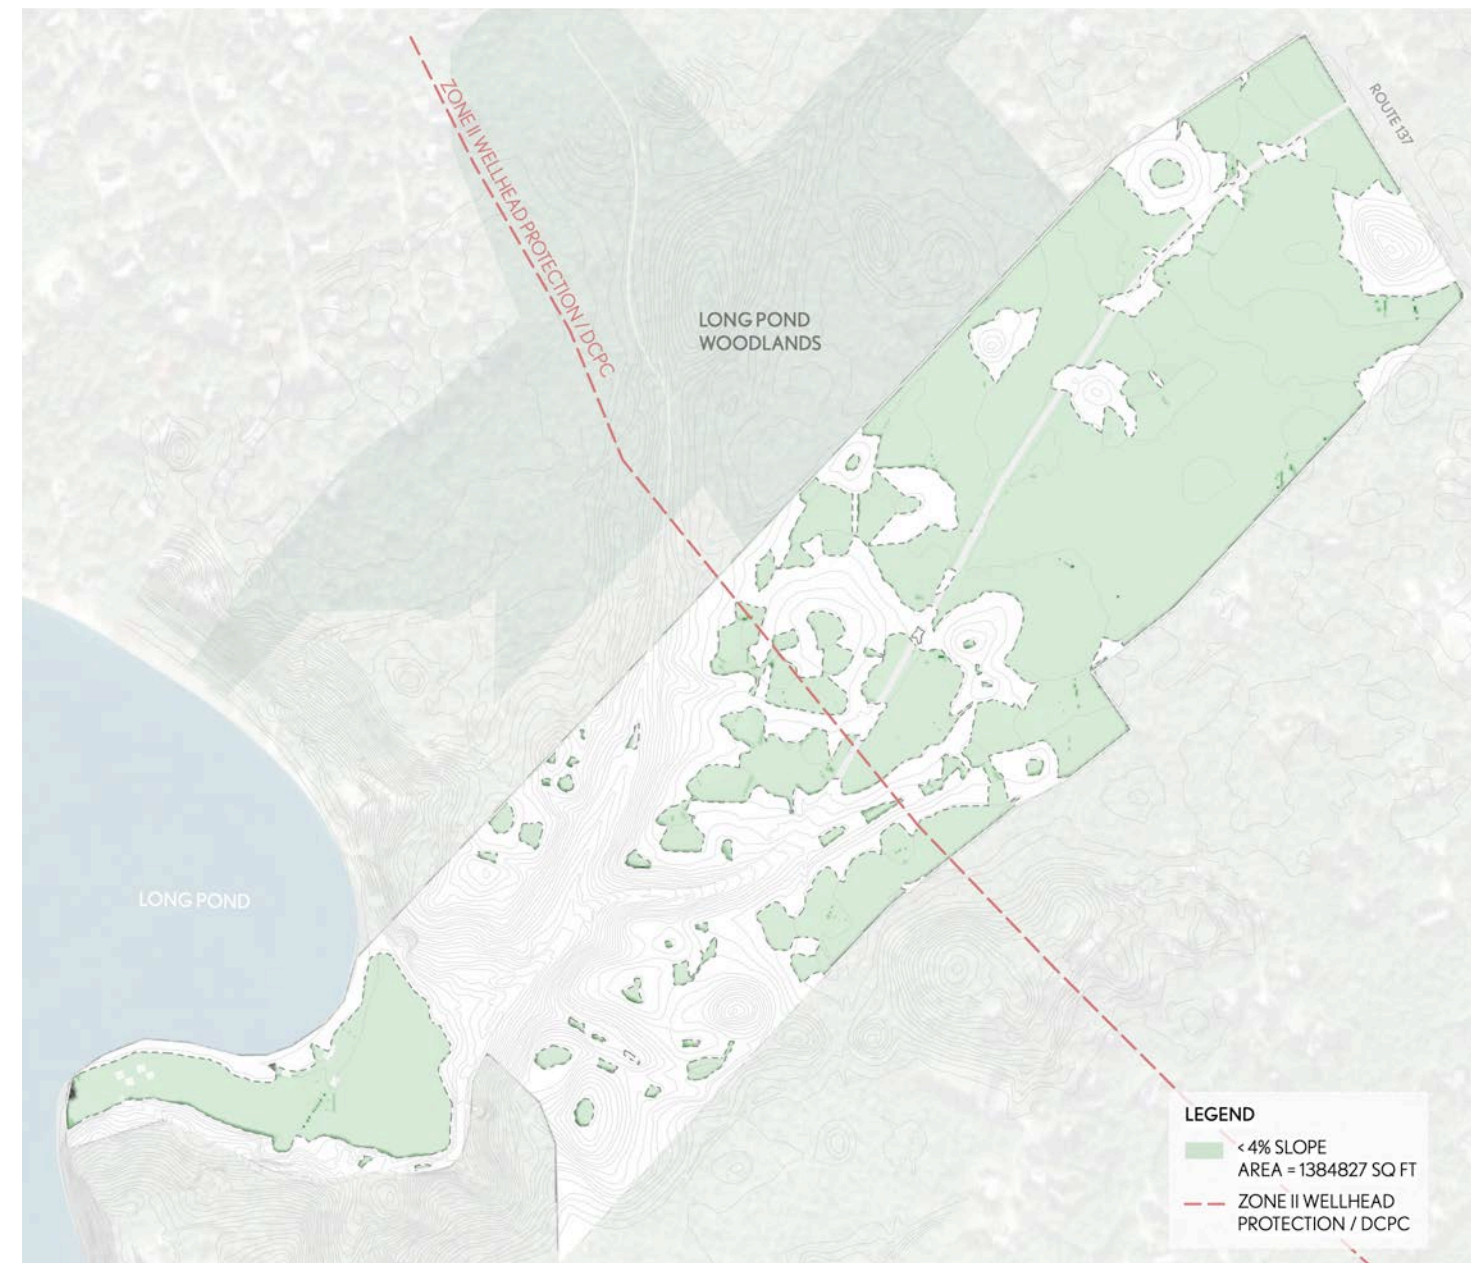 ZONE II WELLHEAD PROTECTION / DCPC
ROUTE 137
LONG POND
WOODLANDS
LONG POND
LEGEND
< 4% SLOPE
AREA = 1384827 SQ FT
ZONE II WELLHEAD
PROTECTION / DCPC